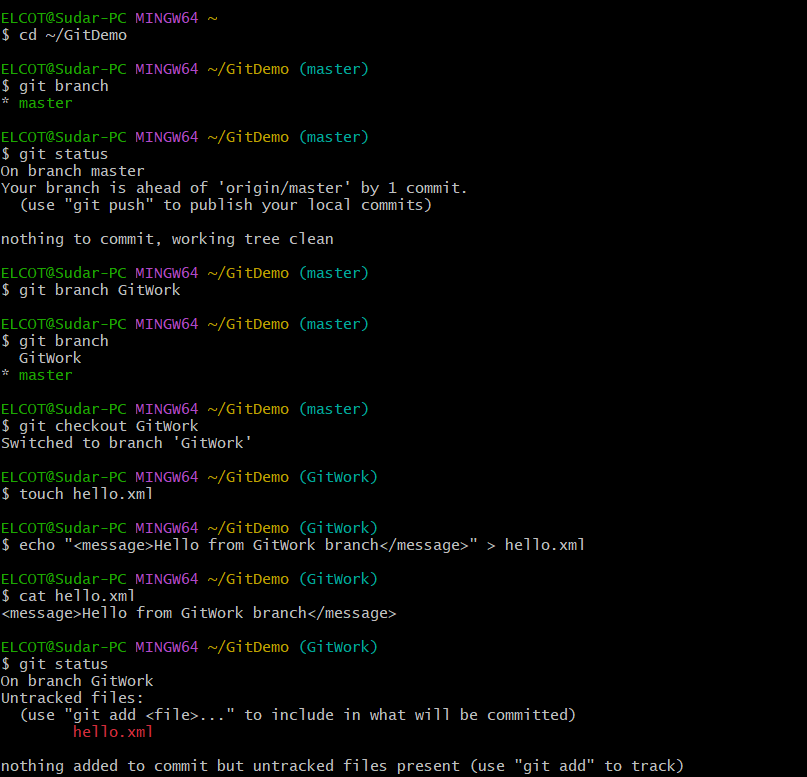 ELCOT@Sudar-PC MINGW64 ~
$ cd ~/GitDemo
ELCOT@Sudar-PC MINGW64 ~/GitDemo (master)
$ git branch
* master
ELCOT@Sudar-PC MINGW64 ~/GitDemo (master)
$ git status
On branch master
Your branch is ahead of 'origin/master' by 1 commit.
  (use "git push" to publish your local commits)
nothing to commit, working tree clean
ELCOT@Sudar-PC MINGW64 ~/GitDemo (master)
$ git branch GitWork
ELCOT@Sudar-PC MINGW64 ~/GitDemo (master)
$ git branch
  GitWork
* master
ELCOT@Sudar-PC MINGW64 ~/GitDemo (master)
$ git checkout GitWork
Switched to branch 'GitWork'
ELCOT@Sudar-PC MINGW64 ~/GitDemo (GitWork)
$ touch hello.xml
ELCOT@Sudar-PC MINGW64 ~/GitDemo (GitWork)
$ echo "<message>Hello from GitWork branch</message>" > hello.xml
ELCOT@Sudar-PC MINGW64 ~/GitDemo (GitWork)
$ cat hello.xml
<message>Hello from GitWork branch</message>
ELCOT@Sudar-PC MINGW64 ~/GitDemo (GitWork)
$ git status
On branch GitWork
Untracked files:
  (use "git add <file>..." to include in what will be committed)
        hello.xml
nothing added to commit but untracked files present (use "git add" to track)